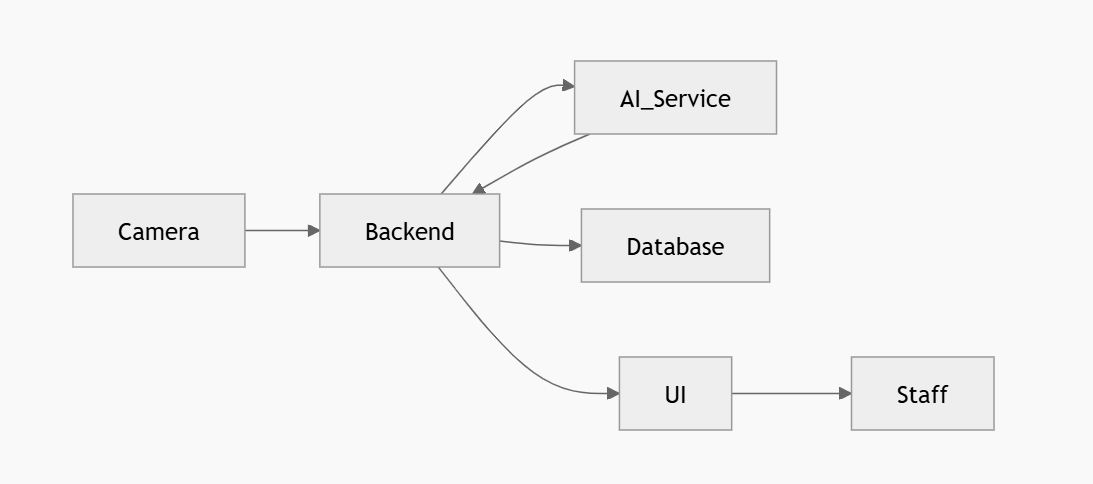 AI_Service
Camera
Backend
Database
UI
Staff